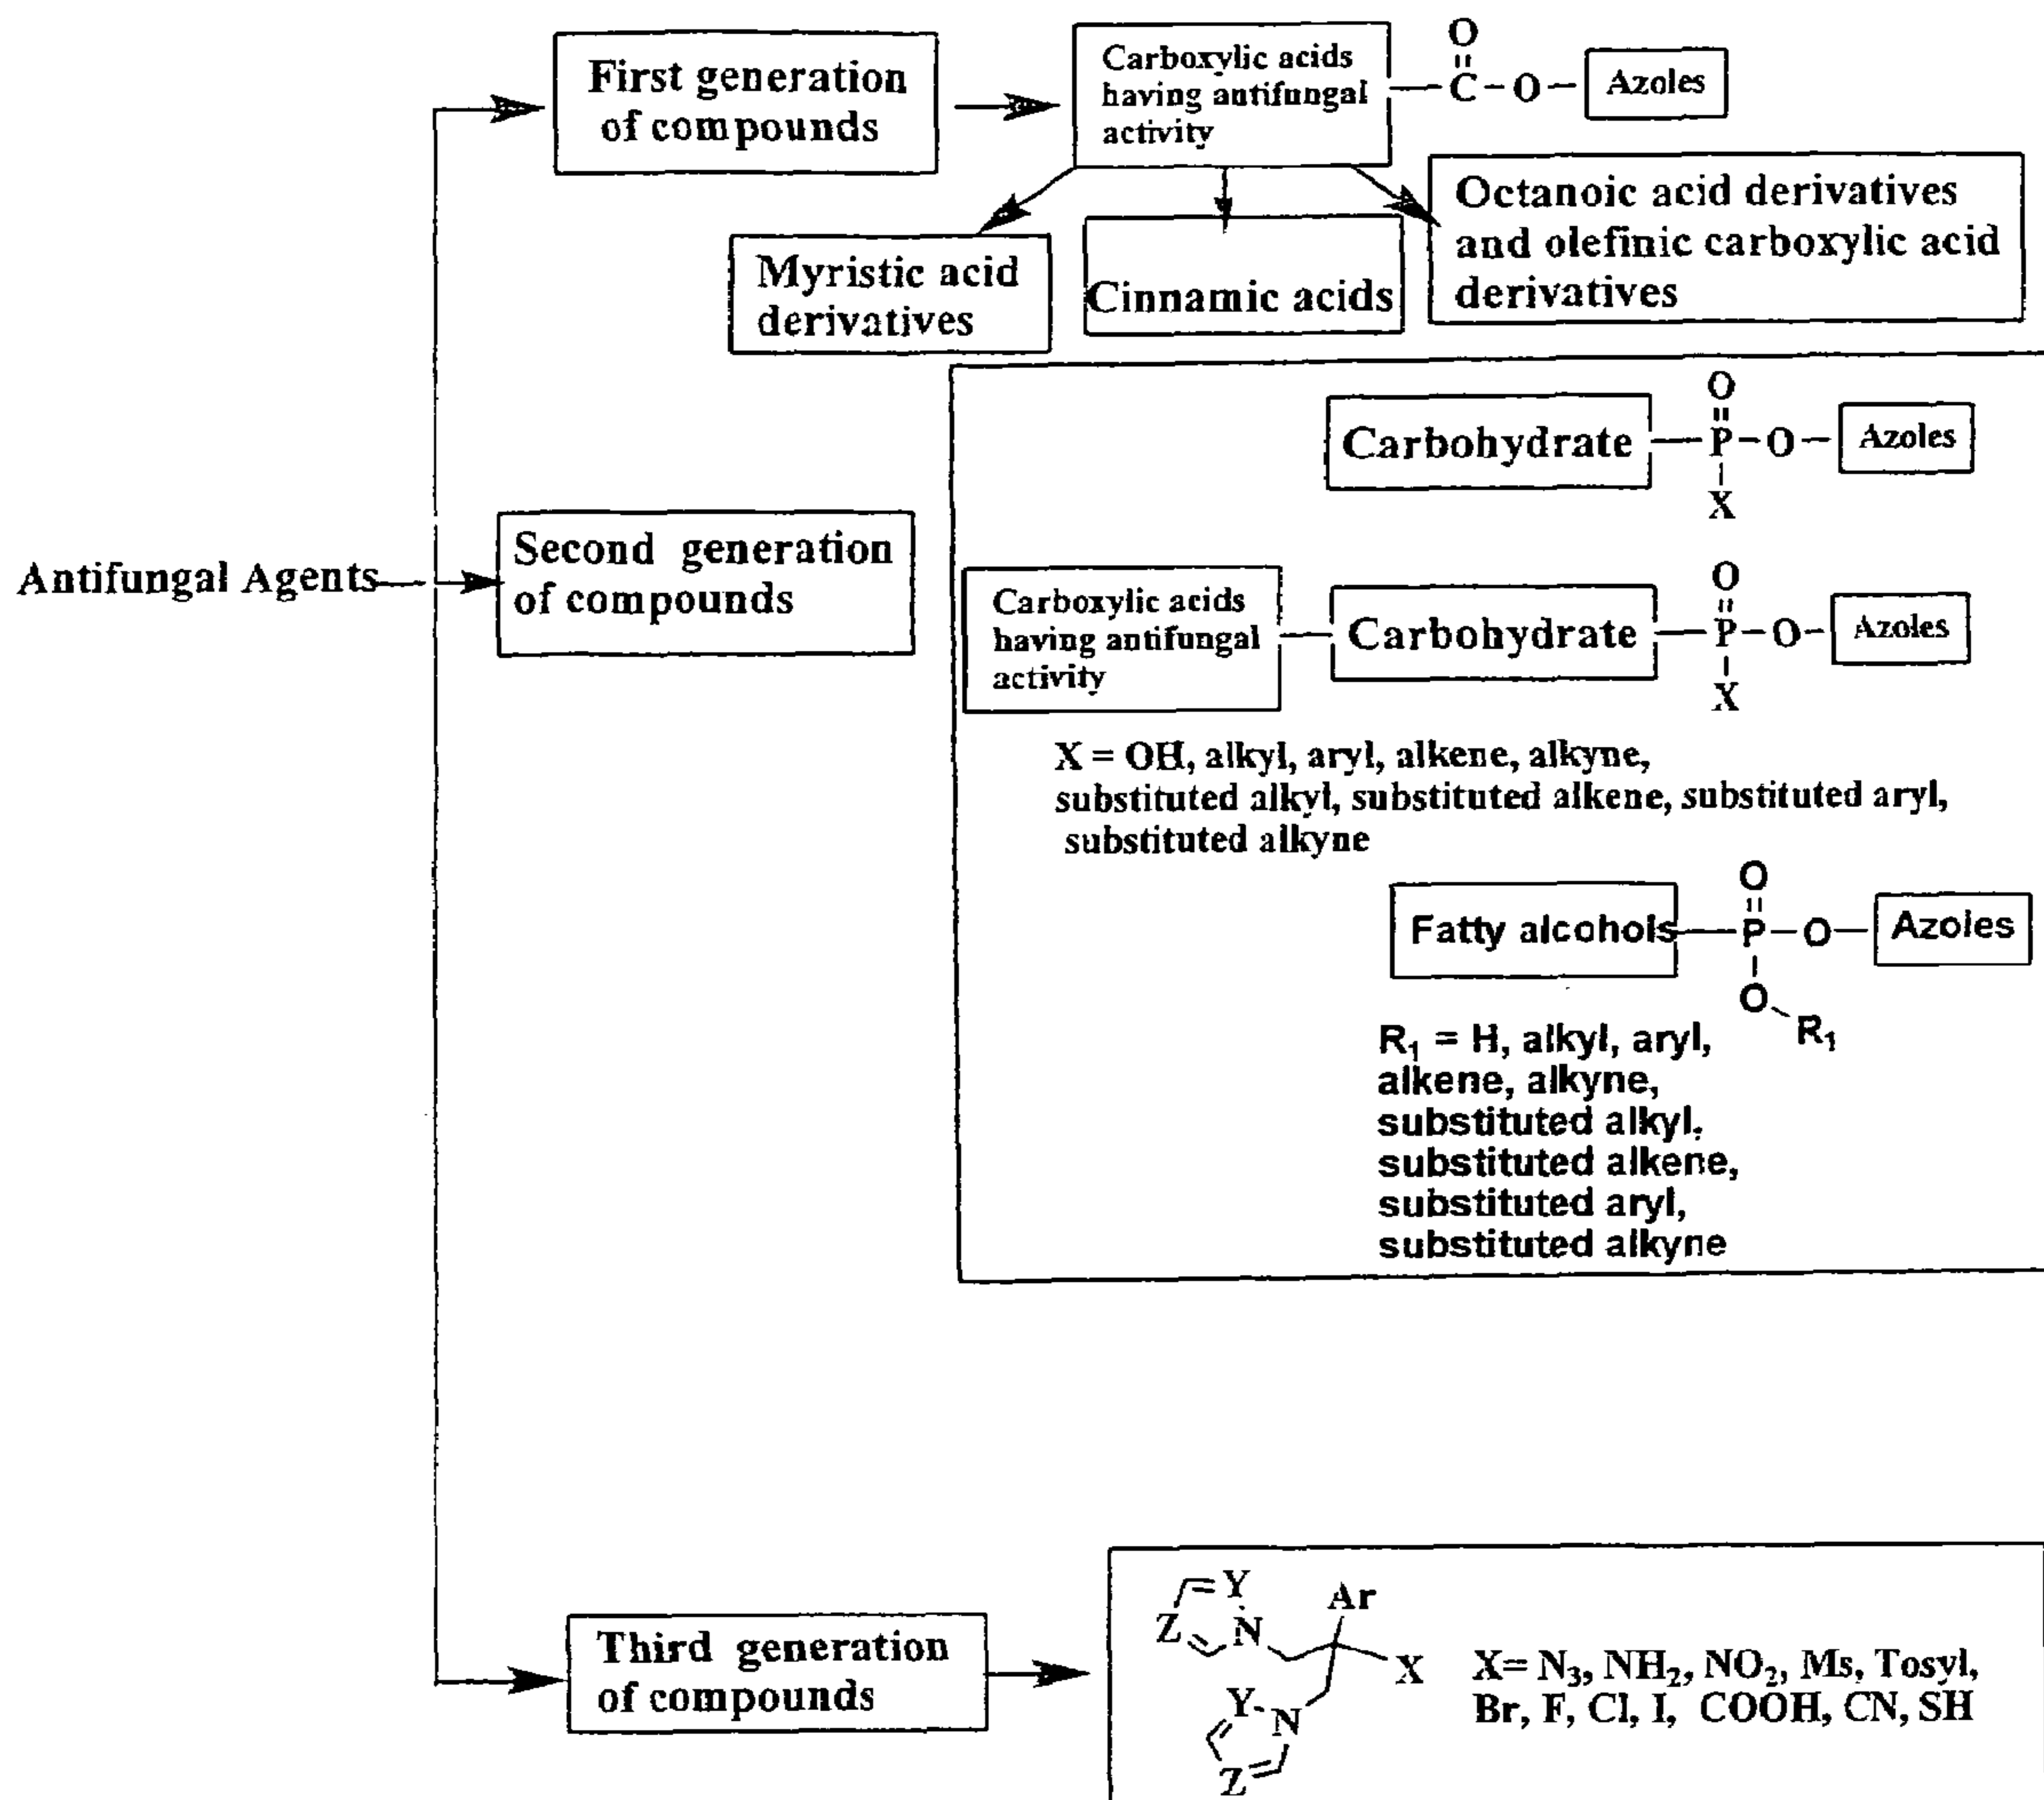 First generation
of compounds
Carboxylic acids
having antifungal
activity
O
C-O
Azoles
Myristic acid
derivatives
Cinnamic acids
Octanoic acid derivatives
and olefinic carboxylic acid
derivatives
Antifungal Agents
Second generation
of compounds
O
Carbohydrate
P-O
Azoles
X
Carboxylic acids
having antifungal
activity
Carbohydrate
O
P-O
Azoles
X
X = OH, alkyl, aryl, alkene, alkyne,
substituted alkyl, substituted alkene, substituted aryl,
substituted alkyne
O
Fatty alcohols
P-O
Azoles
O
R₁
R₁ = H, alkyl, aryl,
alkene, alkyne,
substituted alkyl,
substituted alkene,
substituted aryl,
substituted alkyne
Third generation
of compounds
Y
Ar
Z
N
X
Y-N
Z
X= N₃, NH₂, NO₂, Ms, Tosyl,
Br, F, Cl, I, COOH, CN, SH